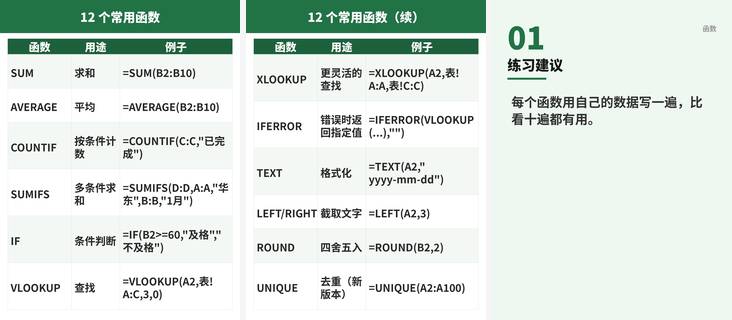 12 个常用函数
函数 用途 例子
SUM 求和 =SUM(B2:B10)
AVERAGE 平均 =AVERAGE(B2:B10)
COUNTIF 按条件计数 =COUNTIF(C:C,"已完成")
SUMIFS 多条件求和 =SUMIFS(D:D,A:A,"华东",B:B,"1月")
IF 条件判断 =IF(B2>=60,"及格","不及格")
VLOOKUP 查找 =VLOOKUP(A2,表!A:C,3,0)
12 个常用函数（续）
函数 用途 例子
XLOOKUP 更灵活的查找 =XLOOKUP(A2,表!A:A,表!C:C)
IFERROR 错误时返回指定值 =IFERROR(VLOOKUP(...),"")
TEXT 格式化 =TEXT(A2,"yyyy-mm-dd")
LEFT/RIGHT 截取文字 =LEFT(A2,3)
ROUND 四舍五入 =ROUND(B2,2)
UNIQUE 去重（新版本） =UNIQUE(A2:A100)
函数
01
练习建议
每个函数用自己的数据写一遍，比
看十遍都有用。